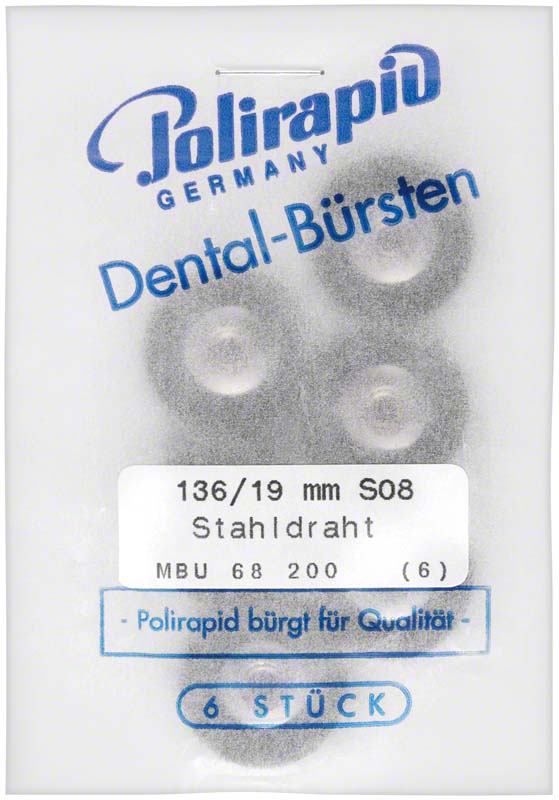 Polirapid
GERMANY
Dental-Bürsten
136/19 mm S08
Stahldraht
MBU 68 200 (6)
- Polirapid bürgt für Qualität -
6 STÜCK